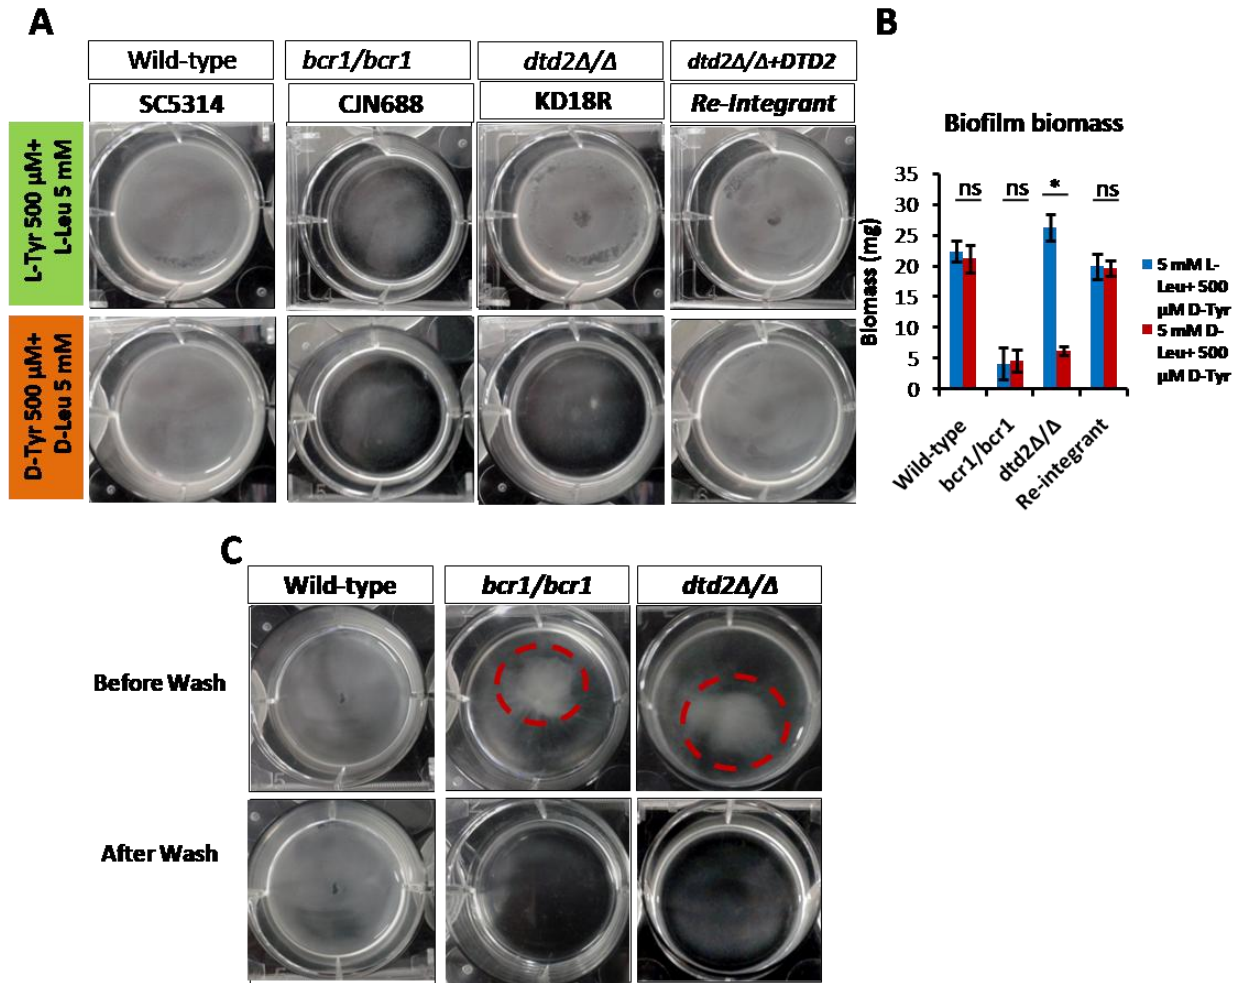 A
Wild-type
bcr1/bcr1
dtd2Δ/Δ
dtd2Δ/Δ+DTD2
SC5314
CJN688
KD18R
Re-Integrant
L-Tyr 500 µM+
L-Leu 5 mM
D-Tyr 500 µM+
D-Leu 5 mM
B
Biofilm biomass
Biomass (mg)
35
30
25
20
15
10
5
0
ns
ns
*
ns
Wild-type
bcr1/bcr1
dtd2Δ/Δ
Re-integrant
5 mM L-
Leu+ 500
µM D-Tyr
5 mM D-
Leu+ 500
µM D-Tyr
C
Wild-type
bcr1/bcr1
dtd2Δ/Δ
Before Wash
After Wash